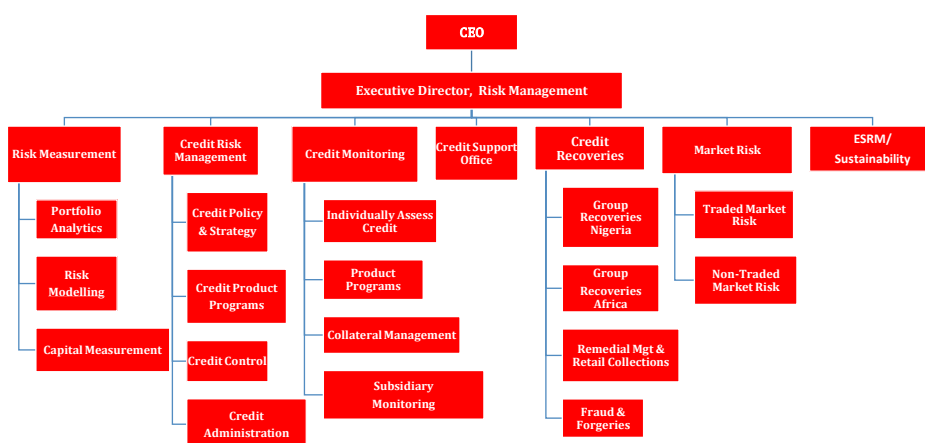 CEO
Executive Director, Risk Management
Risk Measurement
Credit Risk
Management
Credit Monitoring
Credit Support
Office
Credit
Recoveries
Market Risk
ESRM/
Sustainability
Portfolio
Analytics
Risk
Modelling
Capital Measurement
Credit Policy
& Strategy
Credit Product
Programs
Credit Control
Credit
Administration
Individually Assess
Credit
Product
Programs
Collateral Management
Subsidiary
Monitoring
Group
Recoveries
Nigeria
Group
Recoveries
Africa
Remedial Mgt &
Retail Collections
Fraud &
Forgeries
Traded Market
Risk
Non-Traded
Market Risk